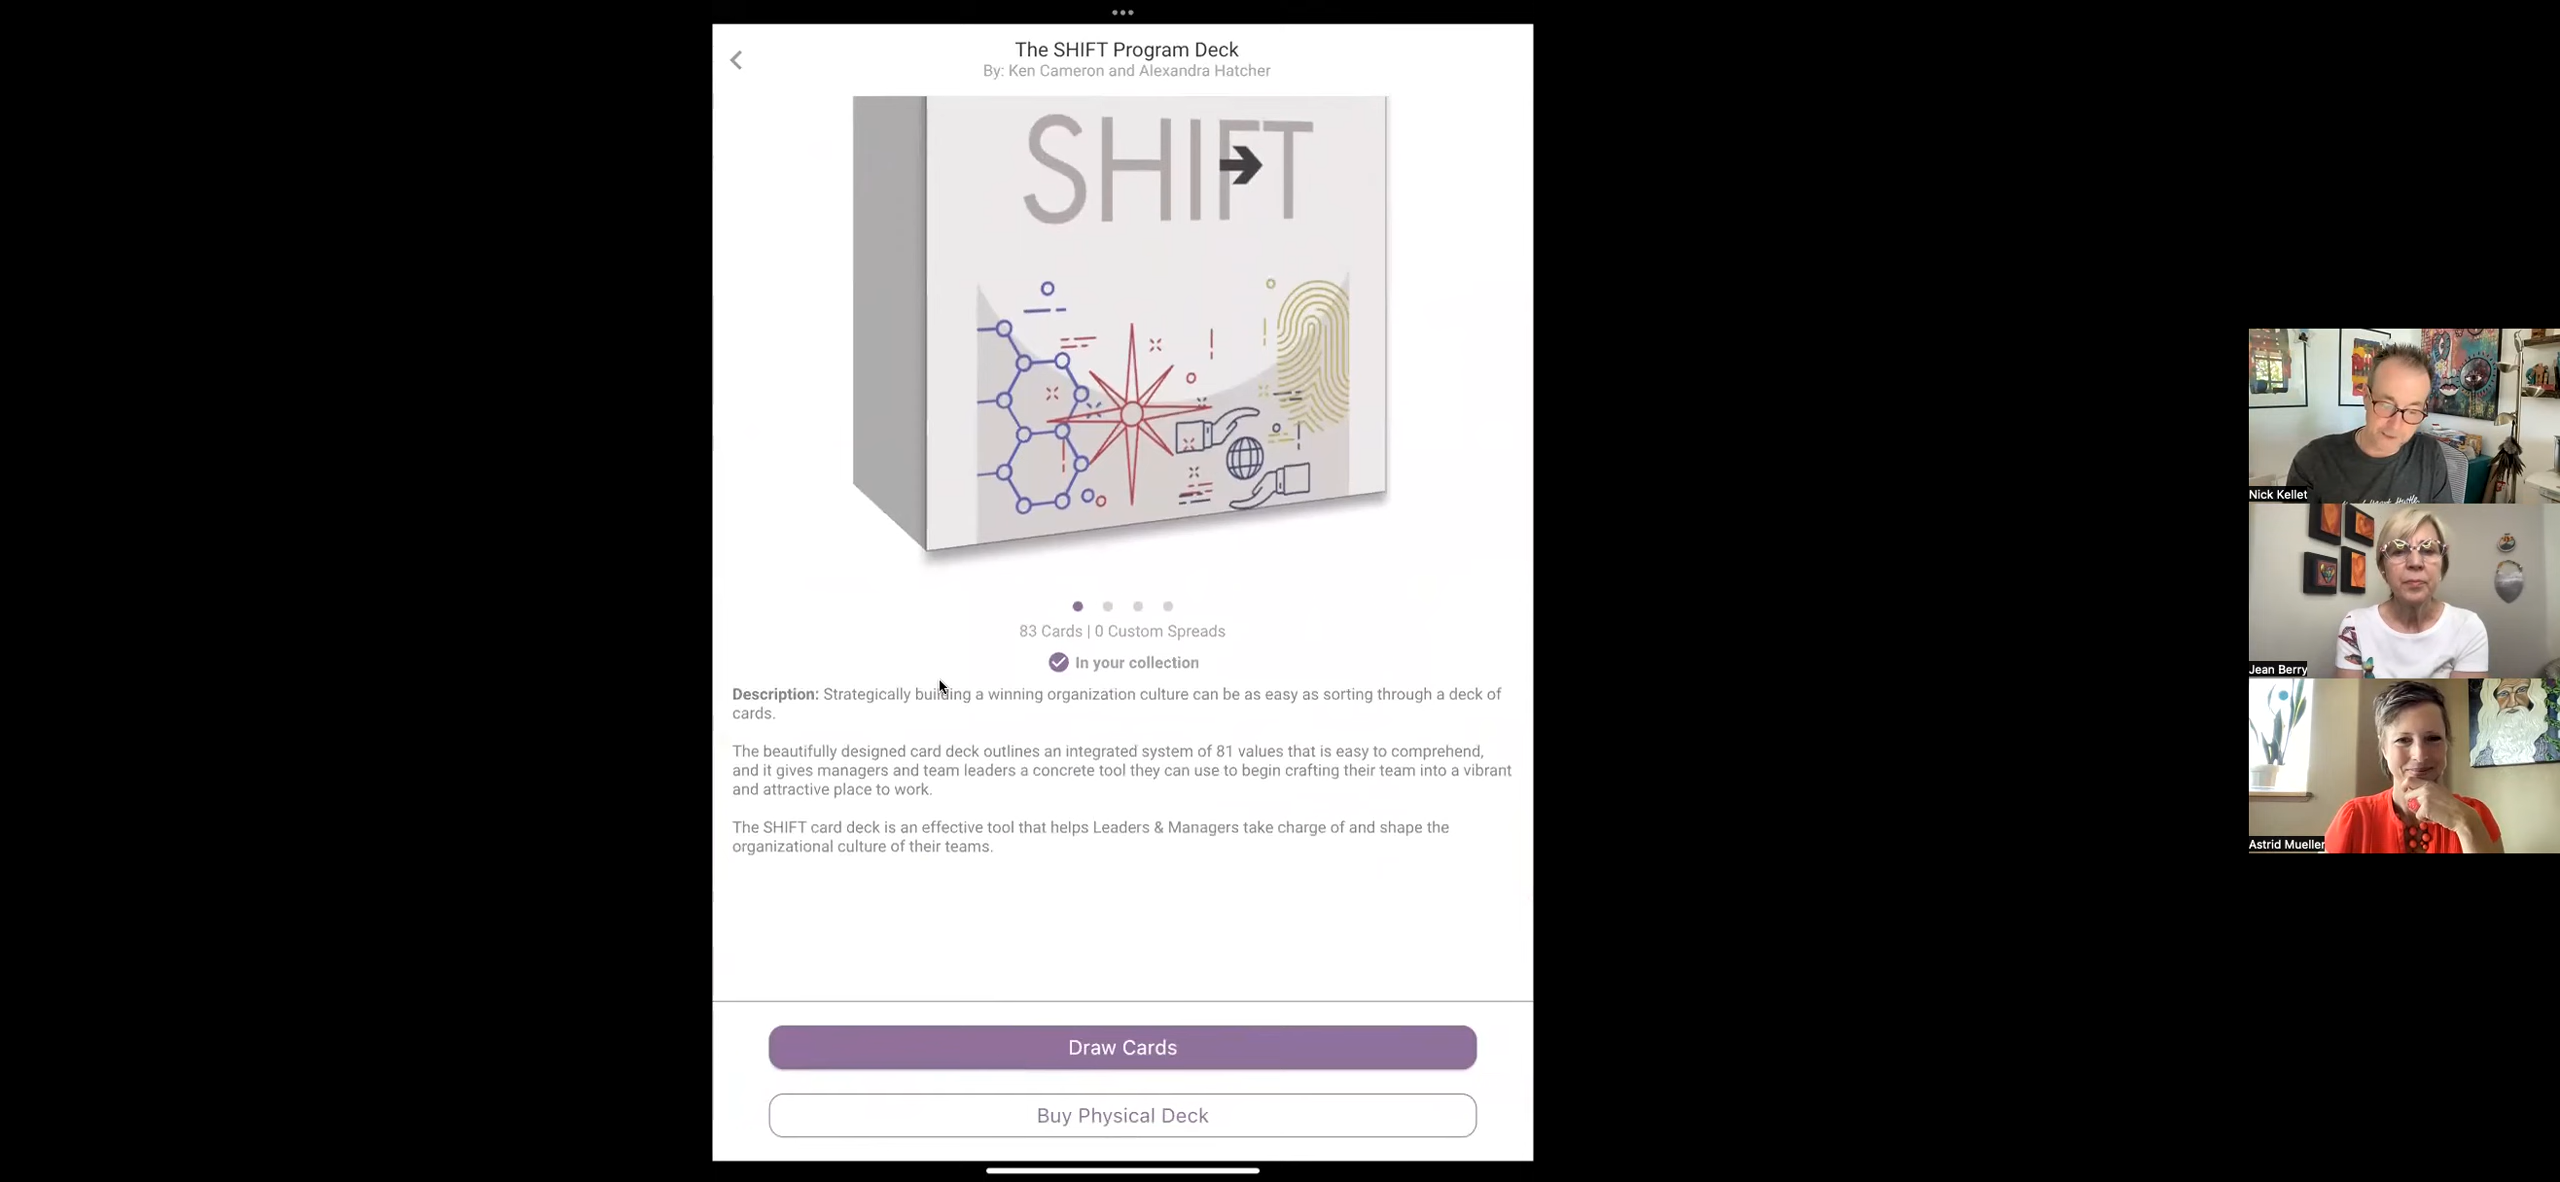 The SHIFT Program Deck
By: Ken Cameron and Alexandra Hatcher
SHIFT
83 Cards | 0 Custom Spreads
In your collection
Description: Strategically building a winning organization culture can be as easy as sorting through a deck of
cards.
The beautifully designed card deck outlines an integrated system of 81 values that is easy to comprehend,
and it gives managers and team leaders a concrete tool they can use to begin crafting their team into a vibrant
and attractive place to work.
The SHIFT card deck is an effective tool that helps Leaders & Managers take charge of and shape the
organizational culture of their teams.
Draw Cards
Buy Physical Deck
Nick Kellet
Jean Berry
Astrid Mueller